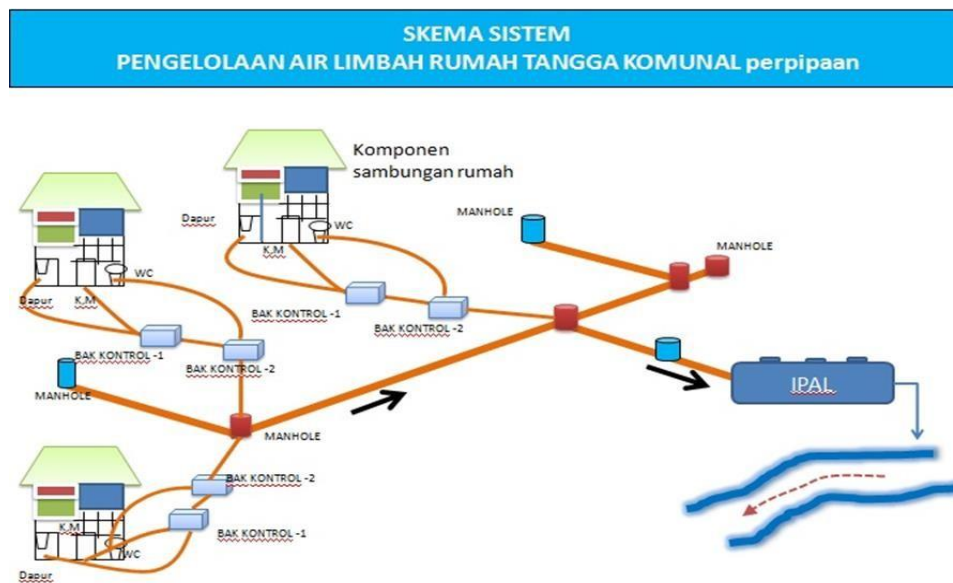 SKEMA SISTEM
PENGELOLAAN AIR LIMBAH RUMAH TANGGA KOMUNAL perpipaan
Komponen
sambungan rumah
Dapur
WC
K,M
BAK KONTROL -1
BAK KONTROL -2
MANHOLE
MANHOLE
WC
Dapur
K,M
BAK KONTROL -1
BAK KONTROL -2
MANHOLE
MANHOLE
IPAL
BAK KONTROL -2
BAK KONTROL -1
K,M
WC
Dapur